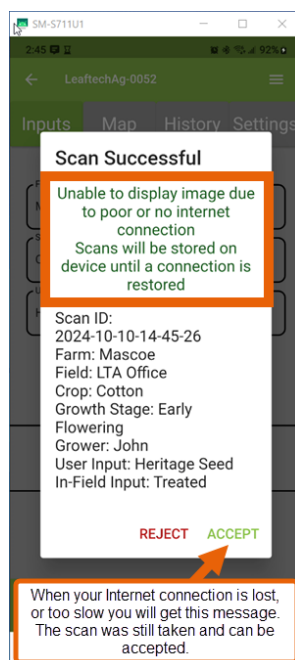 SM-S711U1
2:45
92%
LeaftechAg-0052
Inputs Map History Settings
Scan Successful
Unable to display image due
to poor or no internet
connection
Scans will be stored on
device until a connection is
restored
Scan ID:
2024-10-10-14-45-26
Farm: Mascoe
Field: LTA Office
Crop: Cotton
Growth Stage: Early
Flowering
Grower: John
User Input: Heritage Seed
In-Field Input: Treated
REJECT ACCEPT
When your Internet connection is lost,
or too slow you will get this message.
The scan was still taken and can be
accepted.